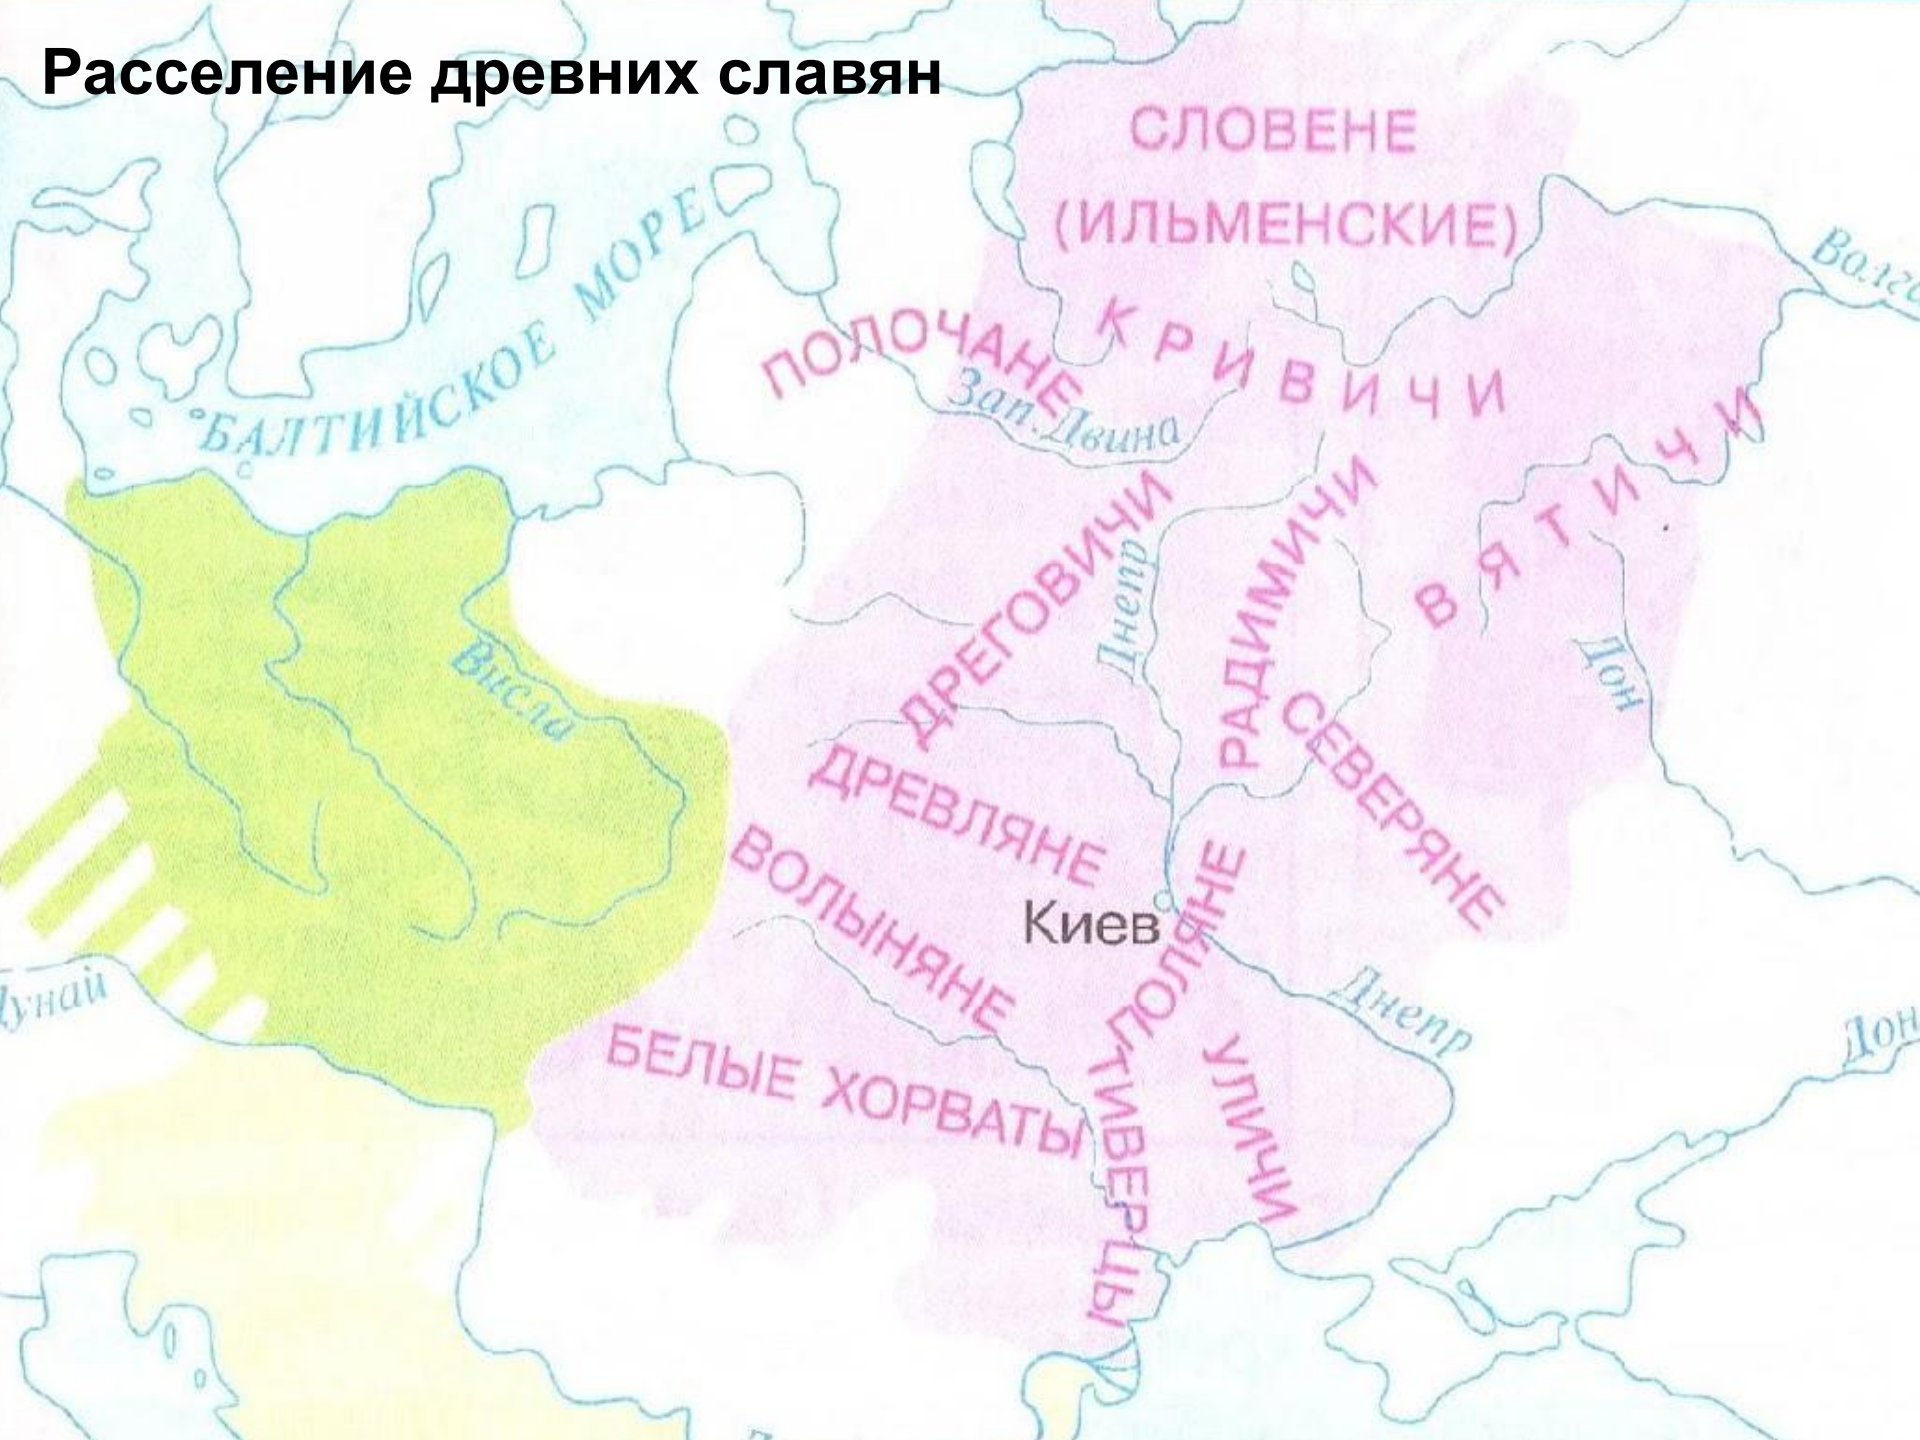 Расселение древних славян
СЛОВЕНЕ
(ИЛЬМЕНСКИЕ)
Волга
БАЛТИЙСКОЕ МОРЕ
ПОЛОЧАНЕ
КРИВИЧИ
Зап. Двина
ВЯТИЧИ
ДРЕГОВИЧИ
Днепр
РАДИМИЧИ
Висла
Дон
СЕВЕРЯНЕ
ДРЕВЛЯНЕ
ВОЛЫНЯНЕ
Киев
ПОЛЯНЕ
Дунай
Днепр
Дон
БЕЛЫЕ ХОРВАТЫ
ТИВЕРЦЫ
УЛИЧИ